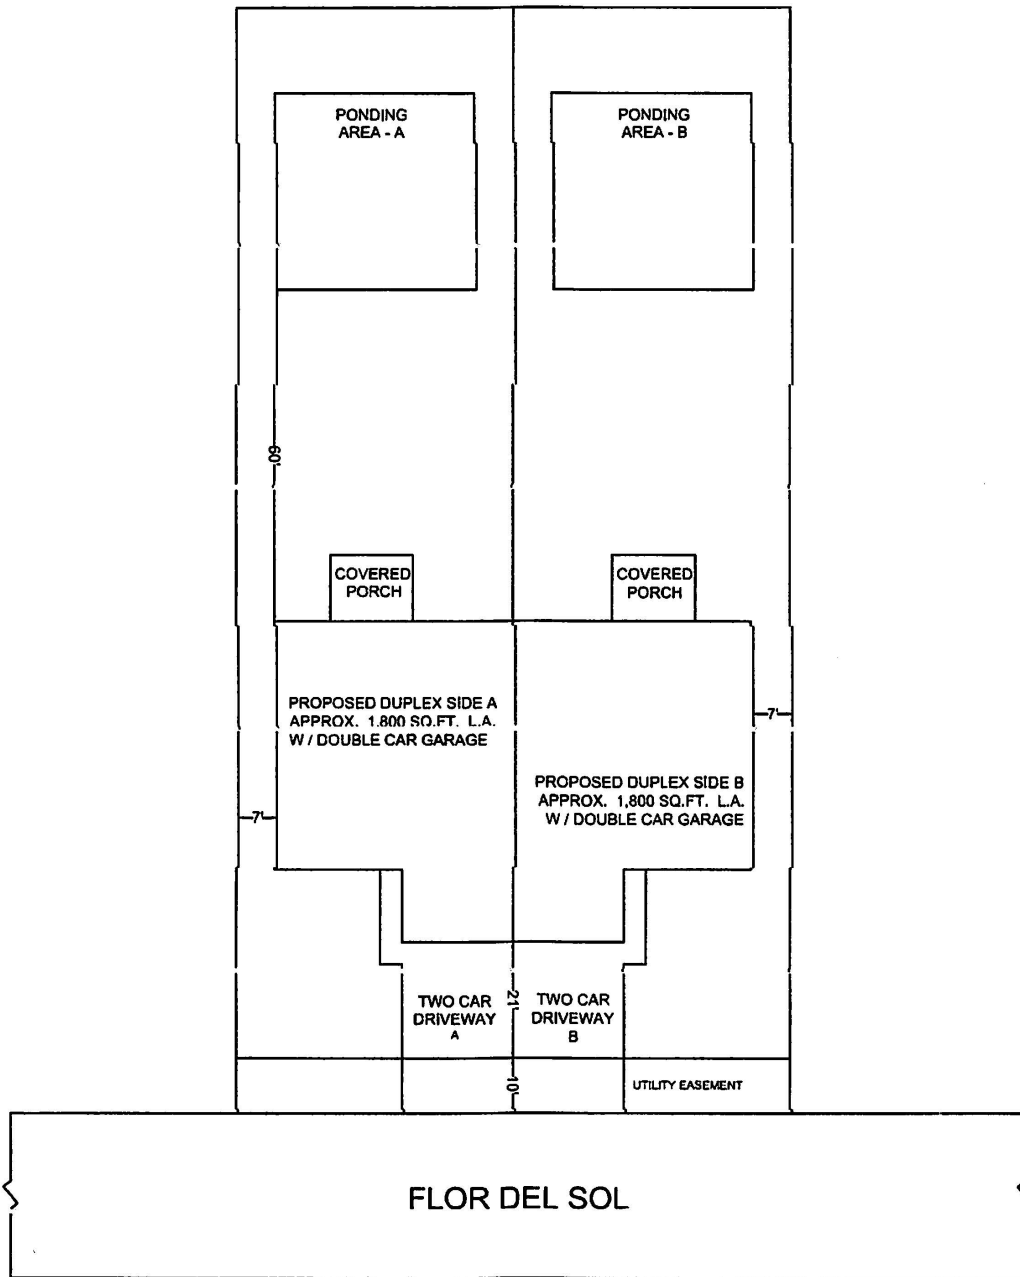 PONDING
AREA - A
PONDING
AREA - B
60'
COVERED
PORCH
COVERED
PORCH
PROPOSED DUPLEX SIDE A
APPROX. 1,800 SQ.FT. L.A.
W / DOUBLE CAR GARAGE
7'
PROPOSED DUPLEX SIDE B
APPROX. 1,800 SQ.FT. L.A.
W / DOUBLE CAR GARAGE
7'
TWO CAR
DRIVEWAY
A
21'
TWO CAR
DRIVEWAY
B
10'
UTILITY EASEMENT
FLOR DEL SOL